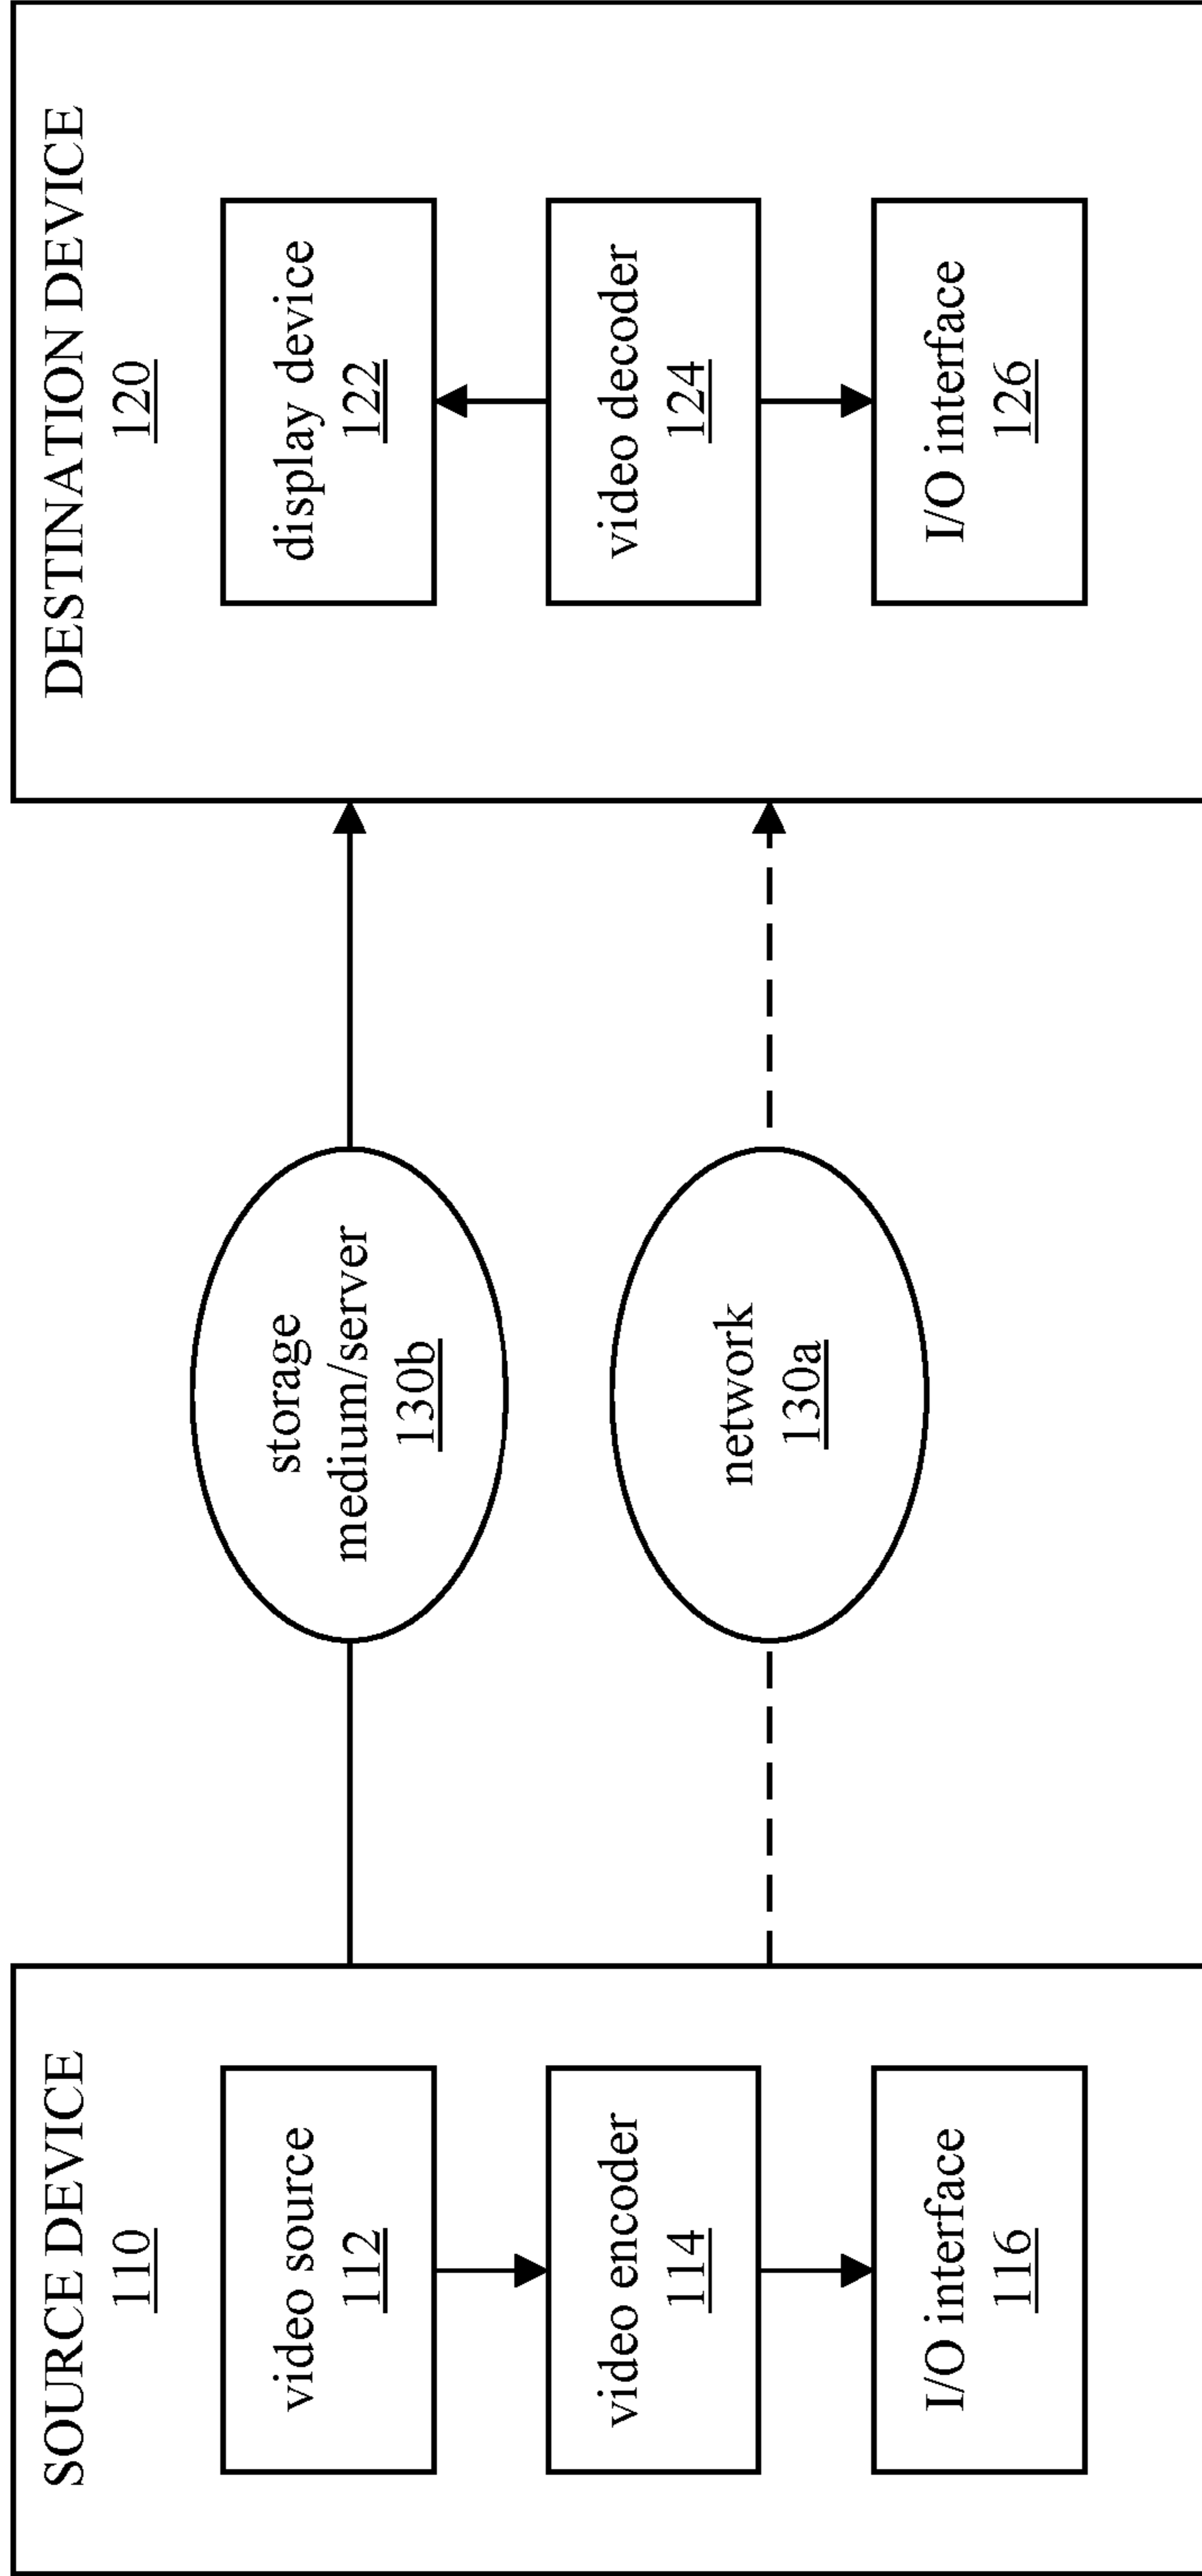 SOURCE DEVICE
110
video source
112
video encoder
114
I/O interface
116
storage
medium/server
130b
network
130a
DESTINATION DEVICE
120
display device
122
video decoder
124
I/O interface
126